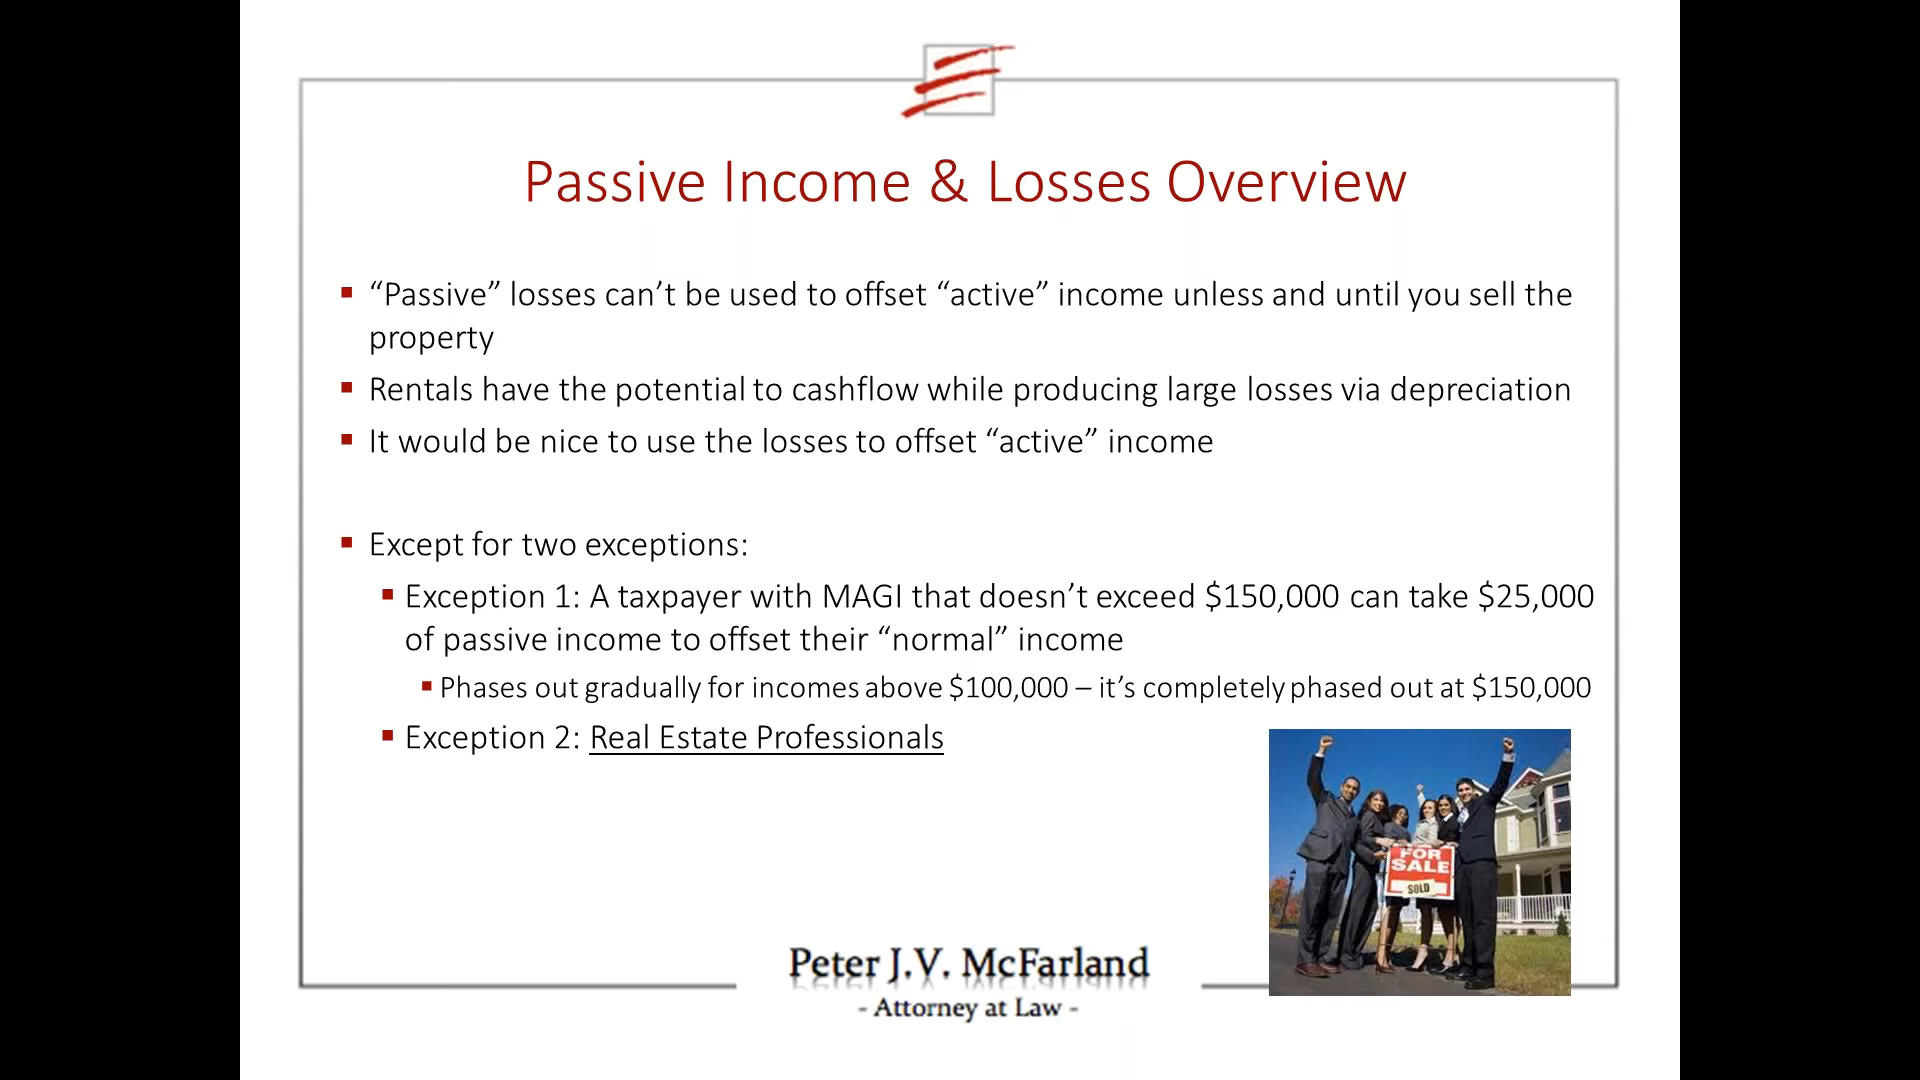 Passive Income & Losses Overview
“Passive” losses can’t be used to offset “active” income unless and until you sell the
property
Rentals have the potential to cashflow while producing large losses via depreciation
It would be nice to use the losses to offset “active” income
Except for two exceptions:
Exception 1: A taxpayer with MAGI that doesn’t exceed $150,000 can take $25,000
of passive income to offset their “normal” income
Phases out gradually for incomes above $100,000 – it’s completely phased out at $150,000
Exception 2: Real Estate Professionals
FOR
SALE
SOLD
Peter J.V. McFarland
- Attorney at Law -